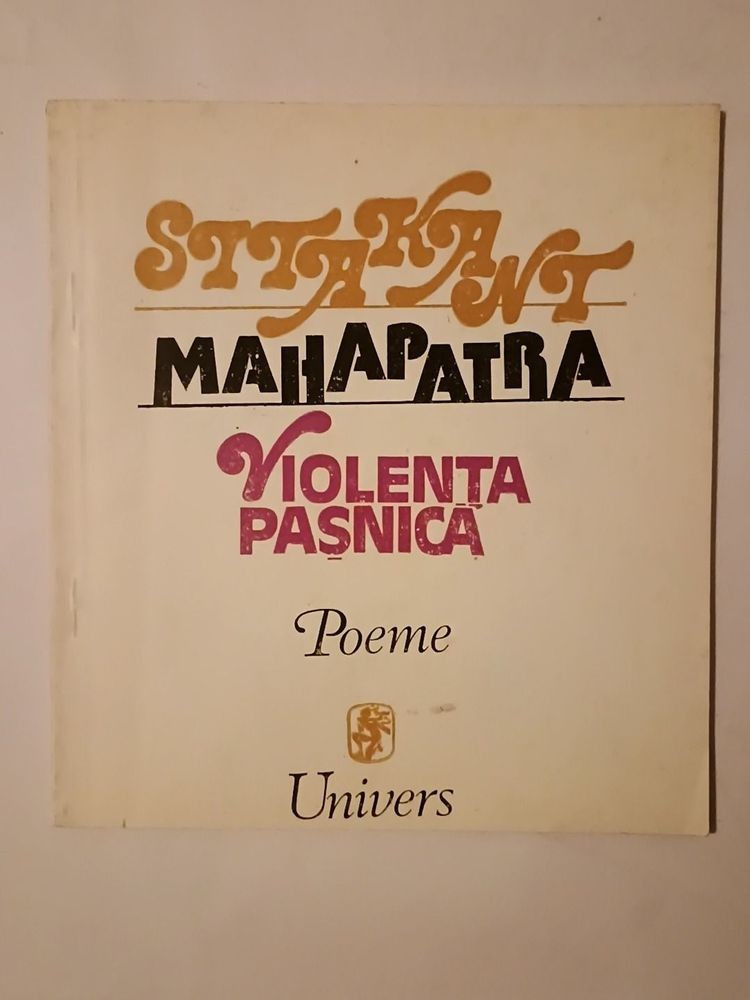 SITAKANT
MAHAPATRA
VIOLENȚA
PAȘNICĂ
Poeme
Univers